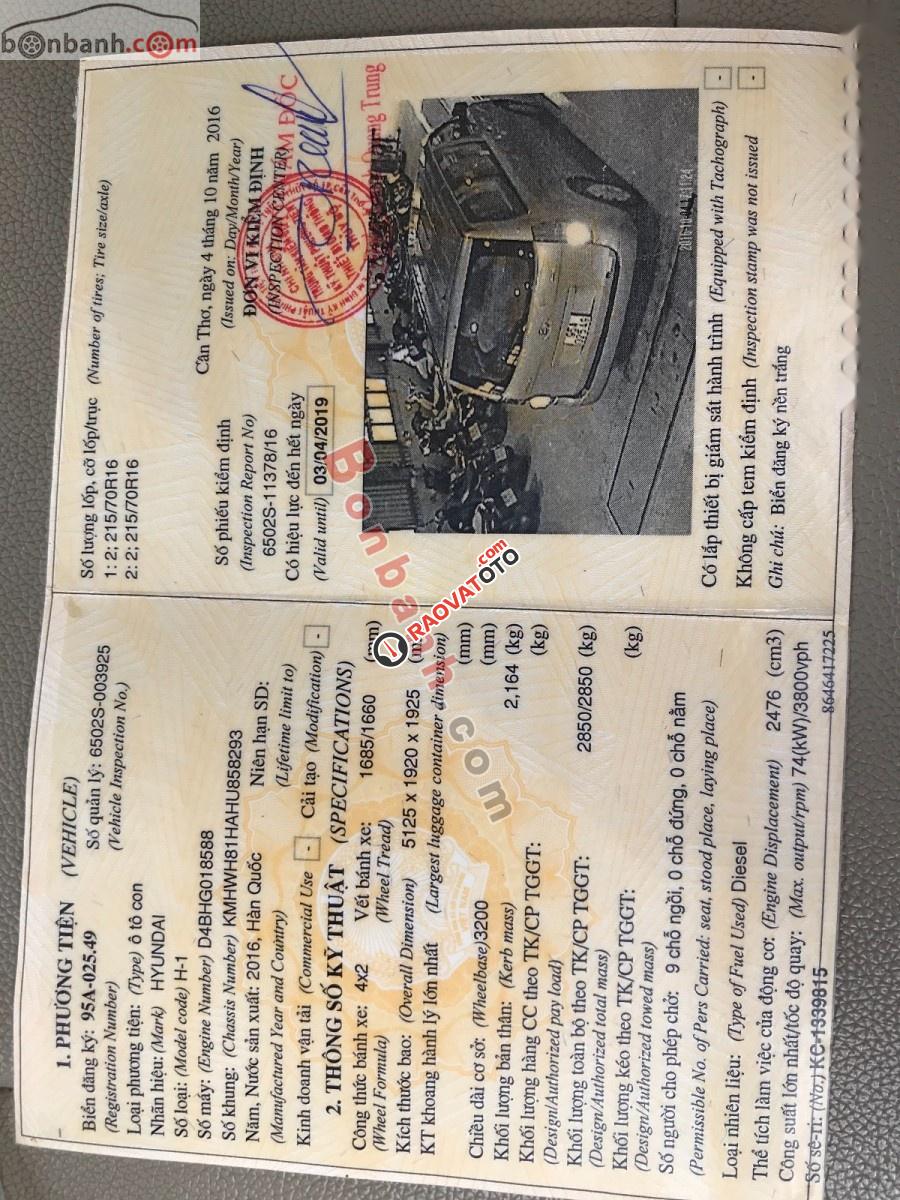 bonbanh.com
1. PHƯƠNG TIỆN (VEHICLE)
Biển đăng ký: 95A-025.49 Số quản lý: 6502S-003925
(Registration Number) (Vehicle Inspection No.)
Loại phương tiện: (Type) ô tô con
Nhãn hiệu: (Mark) HYUNDAI
Số loại: (Model code) H-1
Số máy: (Engine Number) D4BHG018588
Số khung: (Chassis Number) KMHWH81HAHU858293
Năm, Nước sản xuất: 2016, Hàn Quốc Niên hạn SD:
(Manufactured Year and Country) (Lifetime limit to)
Kinh doanh vận tải (Commercial Use - Cải tạo (Modification) -
2. THÔNG SỐ KỸ THUẬT (SPECIFICATIONS)
Công thức bánh xe: 4x2 Vết bánh xe: 1685/1660 (mm)
(Wheel Formula) (Wheel Tread)
Kích thước bao: (Overall Dimension) 5125 x 1920 x 1925
KT khoang hành lý lớn nhất (Largest luggage container dimension)
(mm)
Chiều dài cơ sở: (Wheelbase)3200 (mm)
Khối lượng bản thân: (Kerb mass) 2,164 (kg)
Khối lượng hàng CC theo TK/CP TGGT: (kg)
(Design/Authorized pay load)
Khối lượng toàn bộ theo TK/CP TGGT: 2850/2850 (kg)
(Design/Authorized total mass)
Khối lượng kéo theo TK/CP TGGT: (kg)
(Design/Authorized towed mass)
Số người cho phép chở: 9 chỗ ngồi, 0 chỗ đứng, 0 chỗ nằm
(Permissible No. of Pers Carried: seat, stood place, laying place)
Loại nhiên liệu: (Type of Fuel Used) Diesel
Thể tích làm việc của động cơ: (Engine Displacement) 2476 (cm3)
Công suất lớn nhất/tốc độ quay: (Max. output/rpm) 74(kW)/3800vph
Số sê-ri: (No.) KC-1339815 8646417225
Số lượng lốp, cỡ lốp/trục (Number of tires; Tire size/axle)
1: 2; 215/70R16
2: 2; 215/70R16
Cần Thơ, ngày 4 tháng 10 năm 2016
(Issued on: Day/Month/Year)
Số phiếu kiểm định ĐƠN VỊ KIỂM ĐỊNH
(Inspection Report No) (INSPECTION CENTER)
6502S-11378/16
Có hiệu lực đến hết ngày
(Valid until) 03/04/2019
Quang Trung
Có lắp thiết bị giám sát hành trình (Equipped with Tachograph) -
Không cấp tem kiểm định (Inspection stamp was not issued -
Ghi chú: Biển đăng ký nền trắng
Bonbanh.com
RAOVATOTO.com